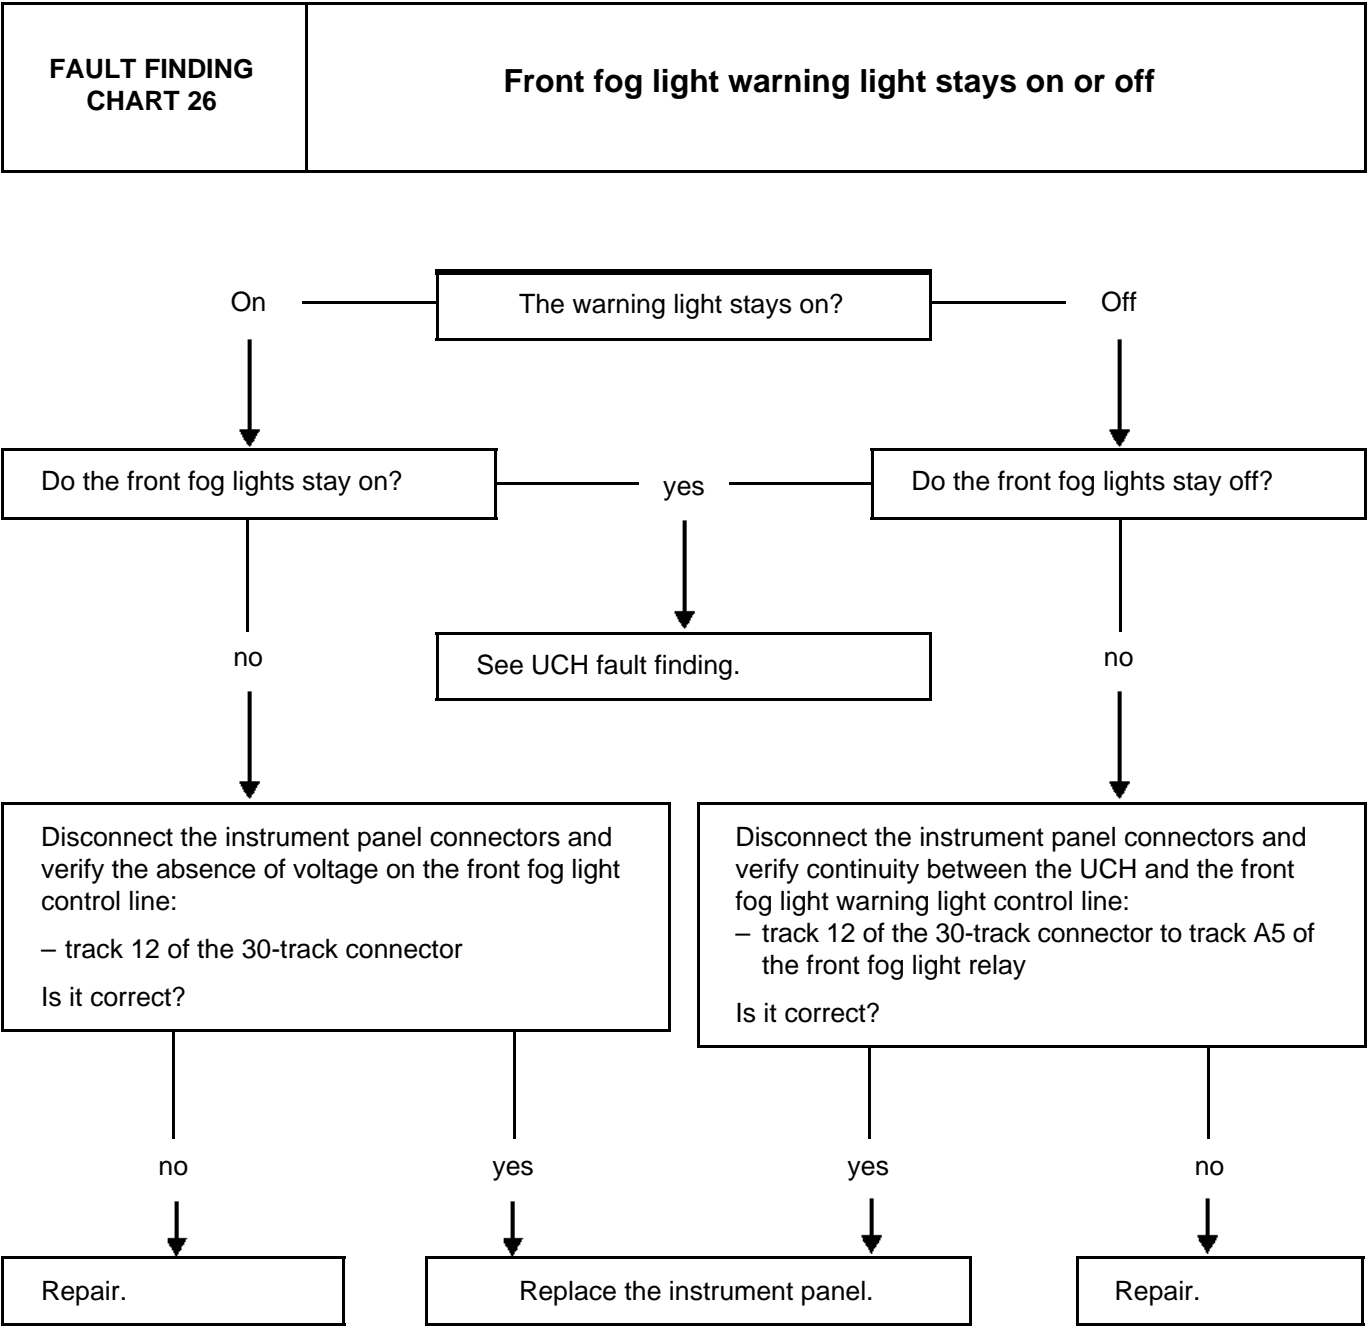 FAULT FINDING
CHART 26
Front fog light warning light stays on or off
On
The warning light stays on?
Off
Do the front fog lights stay on?
yes
Do the front fog lights stay off?
no
See UCH fault finding.
no
Disconnect the instrument panel connectors and
verify the absence of voltage on the front fog light
control line:
– track 12 of the 30-track connector
Is it correct?
Disconnect the instrument panel connectors and
verify continuity between the UCH and the front
fog light warning light control line:
– track 12 of the 30-track connector to track A5 of
the front fog light relay
Is it correct?
no
yes
yes
no
Repair.
Replace the instrument panel.
Repair.